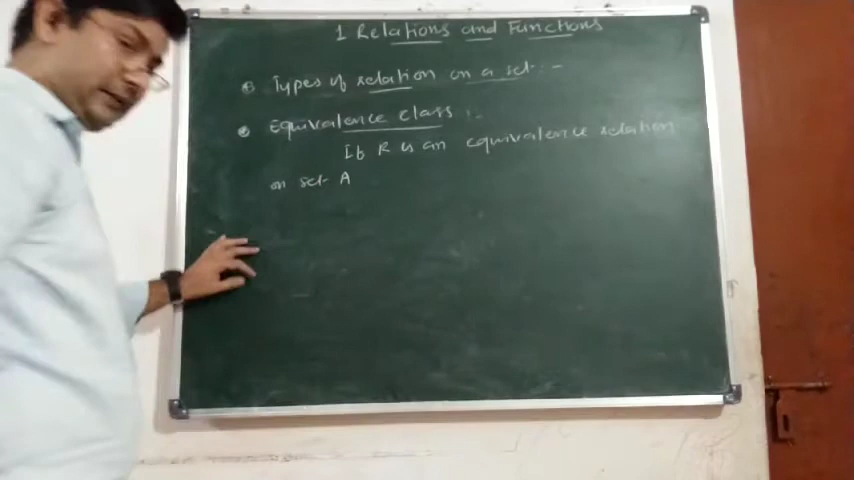 1 Relations and Functions
Types of relation on a set :-
Equivalence class :-
If R is an equivalence relation
on set A